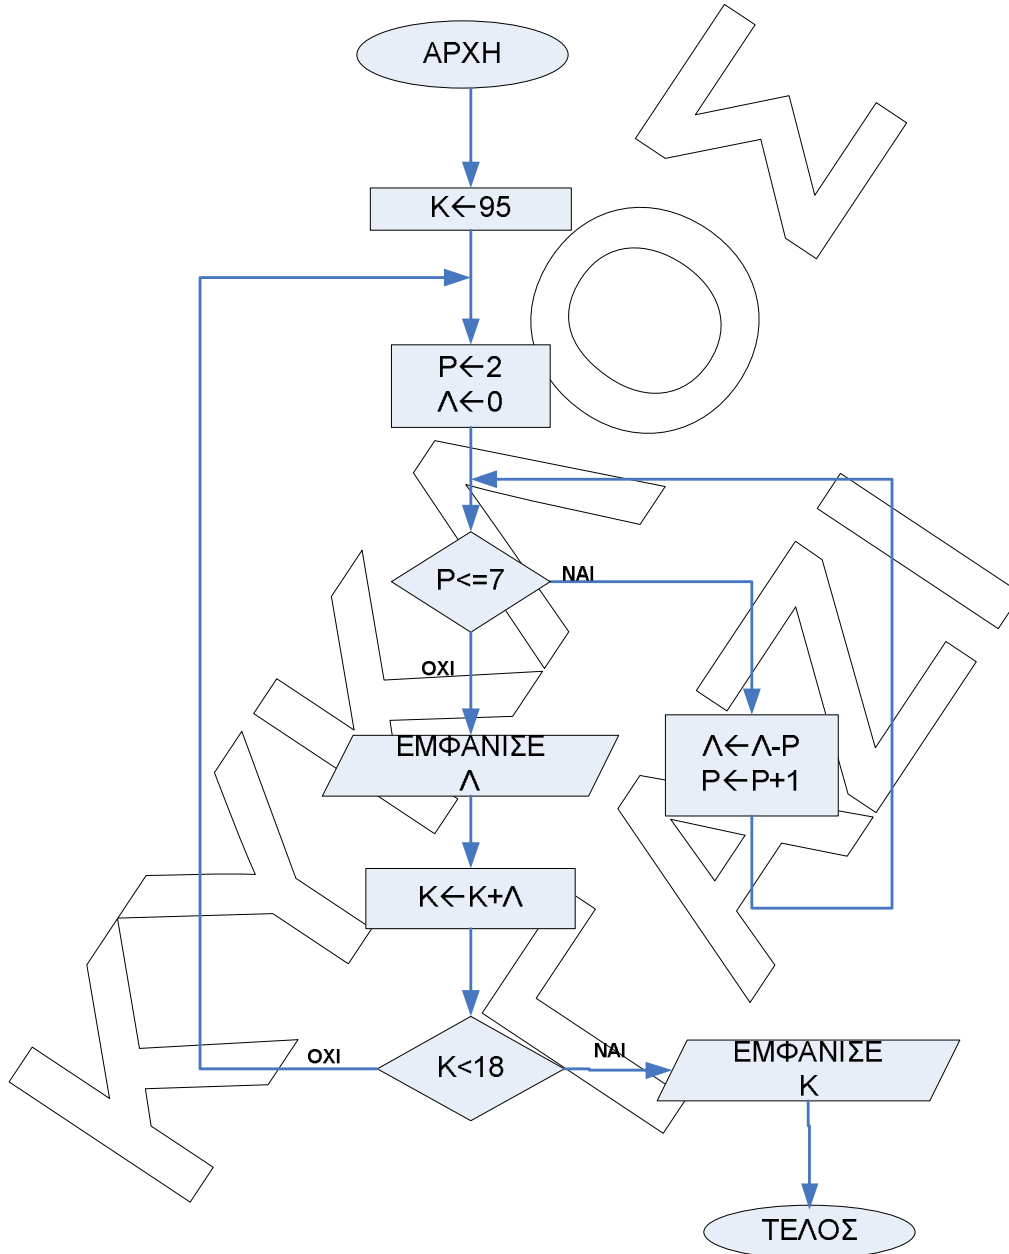 ΑΡΧΗ
Κ←95
Ρ←2
Λ←0
Ρ<=7
ΝΑΙ
ΟΧΙ
Λ←Λ-Ρ
Ρ←Ρ+1
ΕΜΦΑΝΙΣΕ
Λ
Κ←Κ+Λ
Κ<18
ΟΧΙ
ΝΑΙ
ΕΜΦΑΝΙΣΕ
Κ
ΤΕΛΟΣ